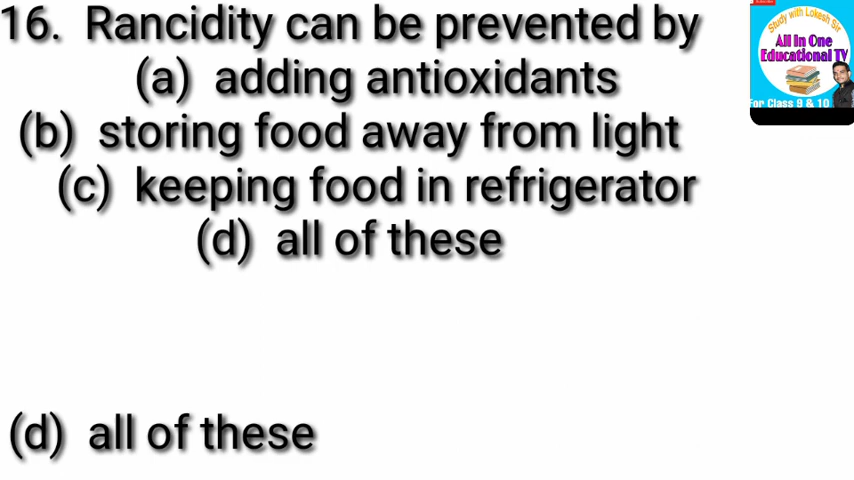 16. Rancidity can be prevented by
(a) adding antioxidants
(b) storing food away from light
(c) keeping food in refrigerator
(d) all of these
(d) all of these
Study with Lokesh Sir
All In One
Educational TV
For Class 9 & 10